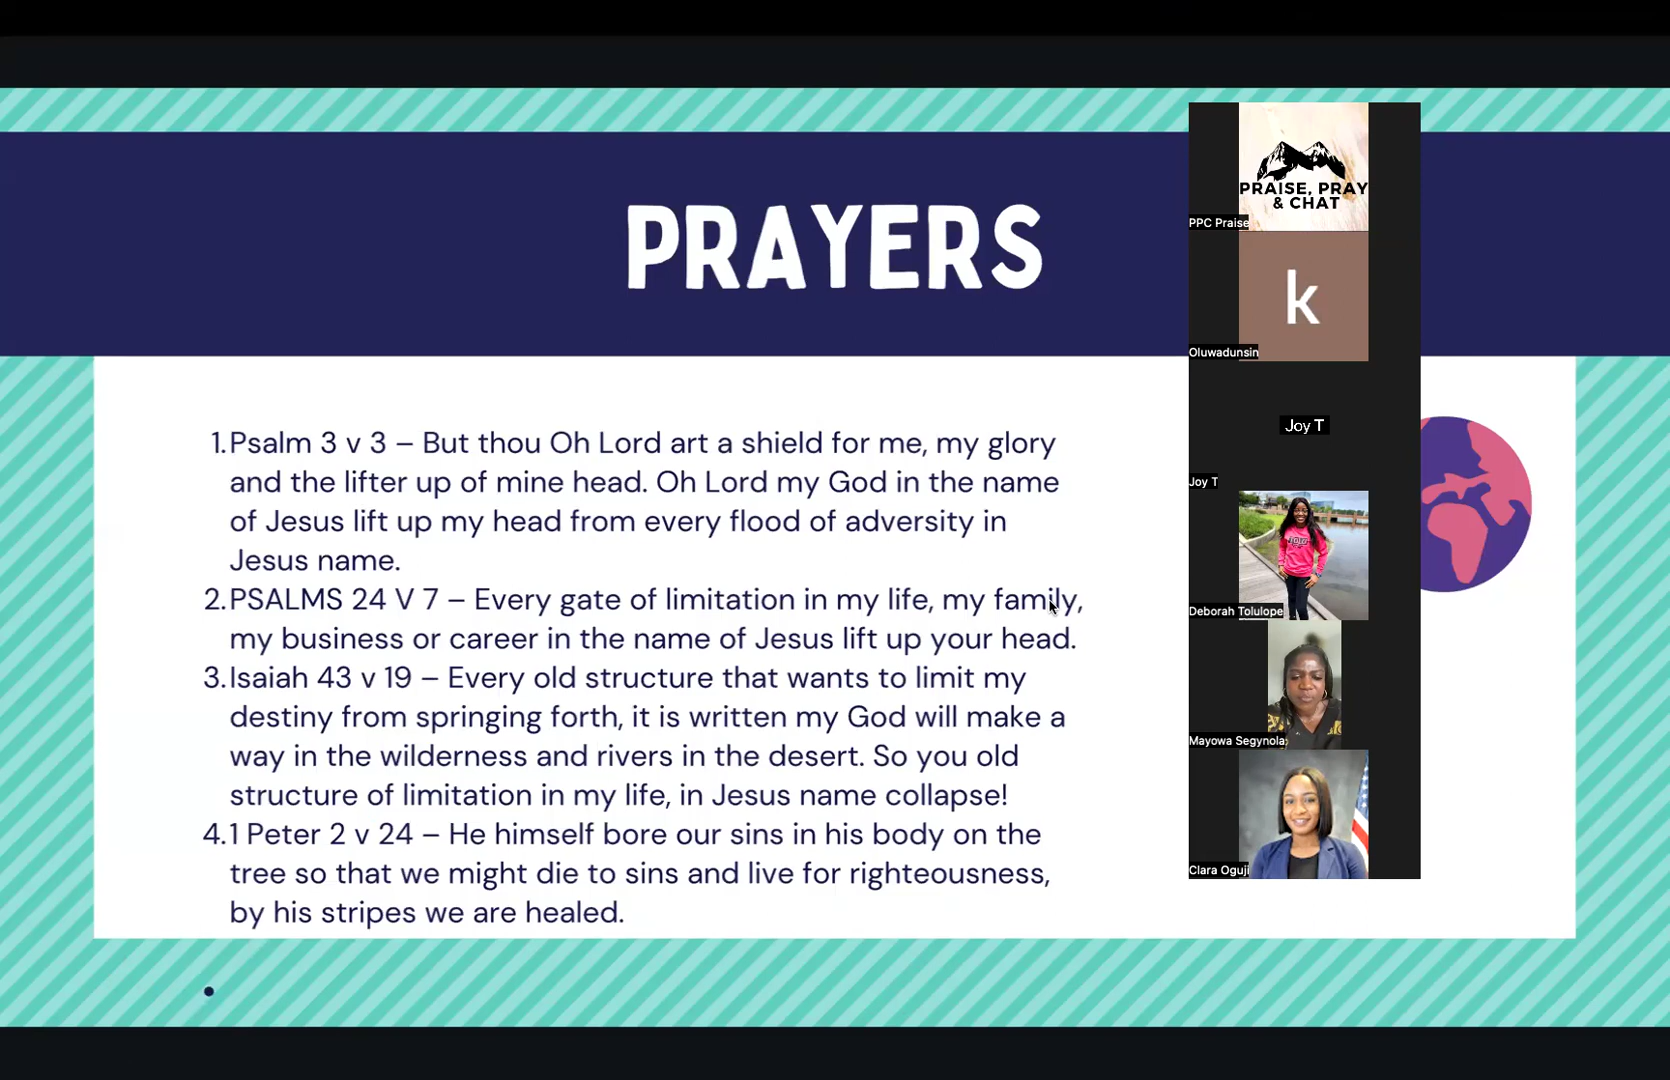 PRAYERS
1.Psalm 3 v 3 – But thou Oh Lord art a shield for me, my glory
and the lifter up of mine head. Oh Lord my God in the name
of Jesus lift up my head from every flood of adversity in
Jesus name.
2.PSALMS 24 V 7 – Every gate of limitation in my life, my family,
my business or career in the name of Jesus lift up your head.
3.Isaiah 43 v 19 – Every old structure that wants to limit my
destiny from springing forth, it is written my God will make a
way in the wilderness and rivers in the desert. So you old
structure of limitation in my life, in Jesus name collapse!
4.1 Peter 2 v 24 – He himself bore our sins in his body on the
tree so that we might die to sins and live for righteousness,
by his stripes we are healed.
PRAISE, PRAY
& CHAT
PPC Praise
k
Oluwadunsin
Joy T
Joy T
Deborah Tolulope
Mayowa Segynola
Clara Oguji